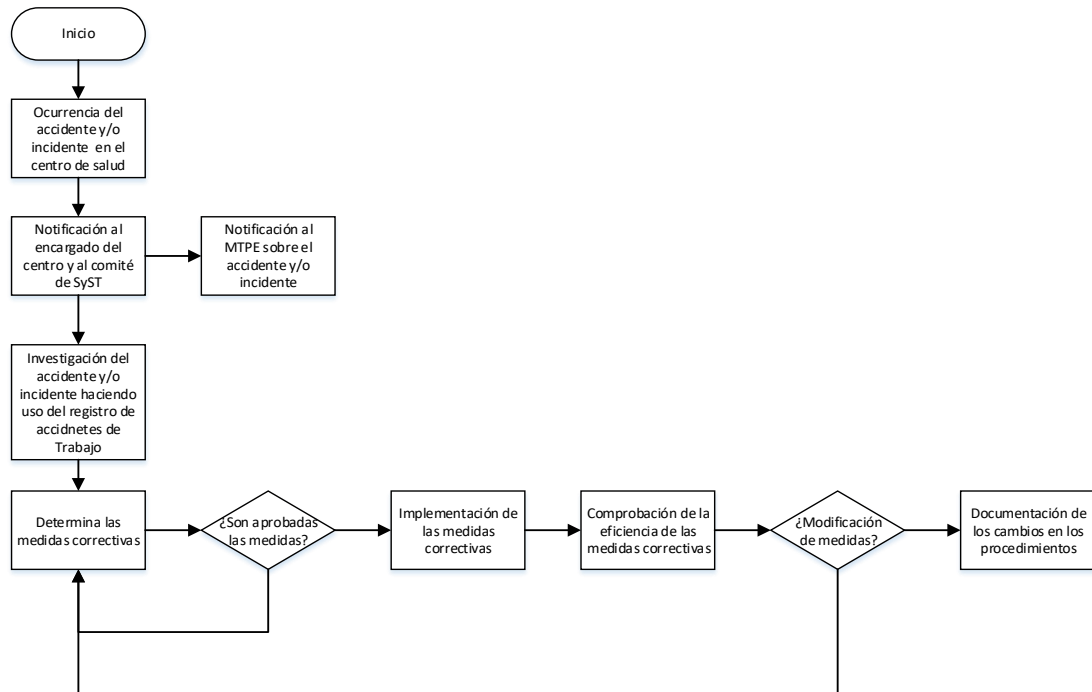 Inicio
Ocurrencia del
accidente y/o
incidente en el
centro de salud
Notificación al
encargado del
centro y al comité
de SyST
Notificación al
MTPE sobre el
accidente y/o
incidente
Investigación del
accidente y/o
incidente haciendo
uso del registro de
accidnetes de
Trabajo
Determina las
medidas correctivas
¿Son aprobadas
las medidas?
Implementación de
las medidas
correctivas
Comprobación de la
eficiencia de las
medidas correctivas
¿Modificación
de medidas?
Documentación de
los cambios en los
procedimientos